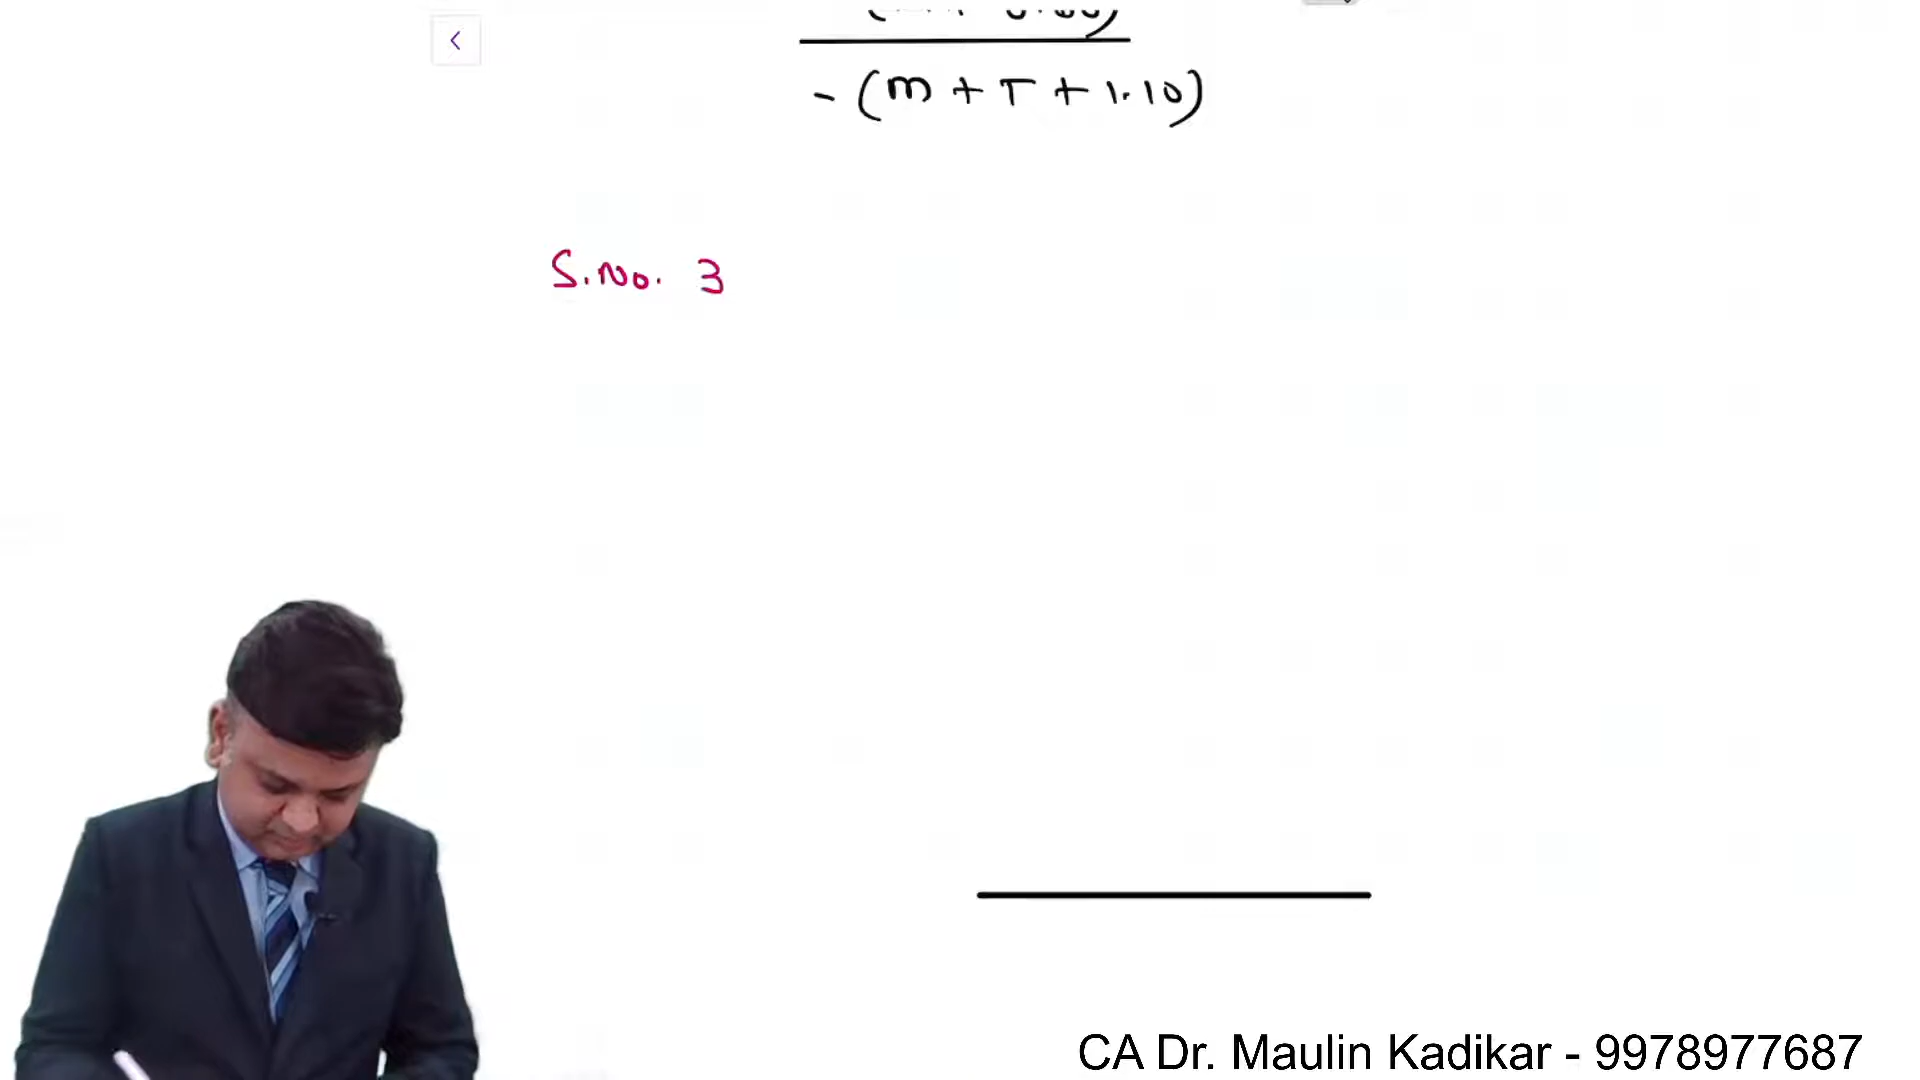 - (m + T + 1.10)
S.No. 3
CA Dr. Maulin Kadikar - 9978977687